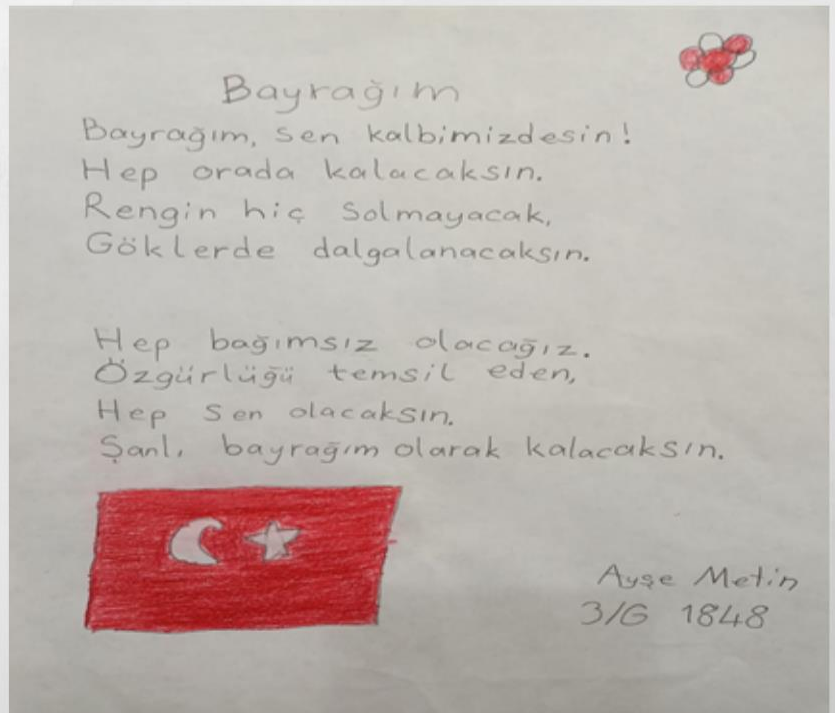 Bayrağım
Bayrağım, sen kalbimizdesin!
Hep orada kalacaksın.
Rengin hiç solmayacak,
Göklerde dalgalanacaksın.
Hep bağımsız olacağız.
Özgürlüğü temsil eden,
Hep sen olacaksın.
Şanlı bayrağım olarak kalacaksın.
Ayşe Metin
3/G 1848